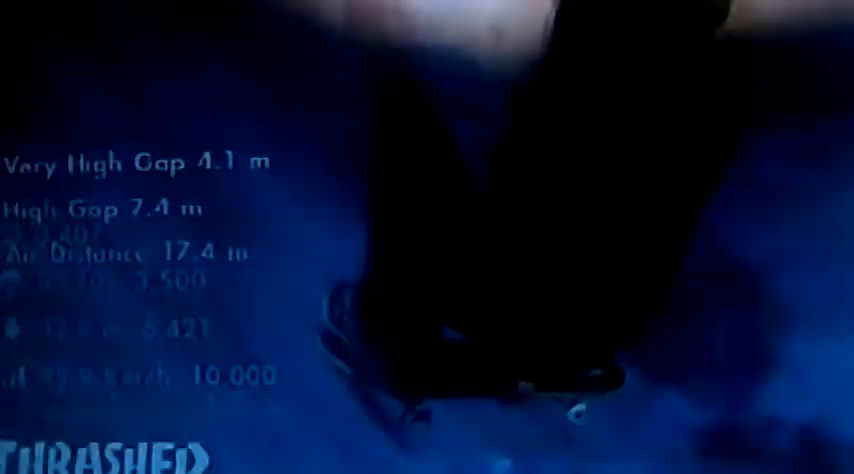 Very High Gap 4.1 m
High Gap 7.4 m
Air Distance 17.4 m
3,500
6,421
10,000
THRASHED